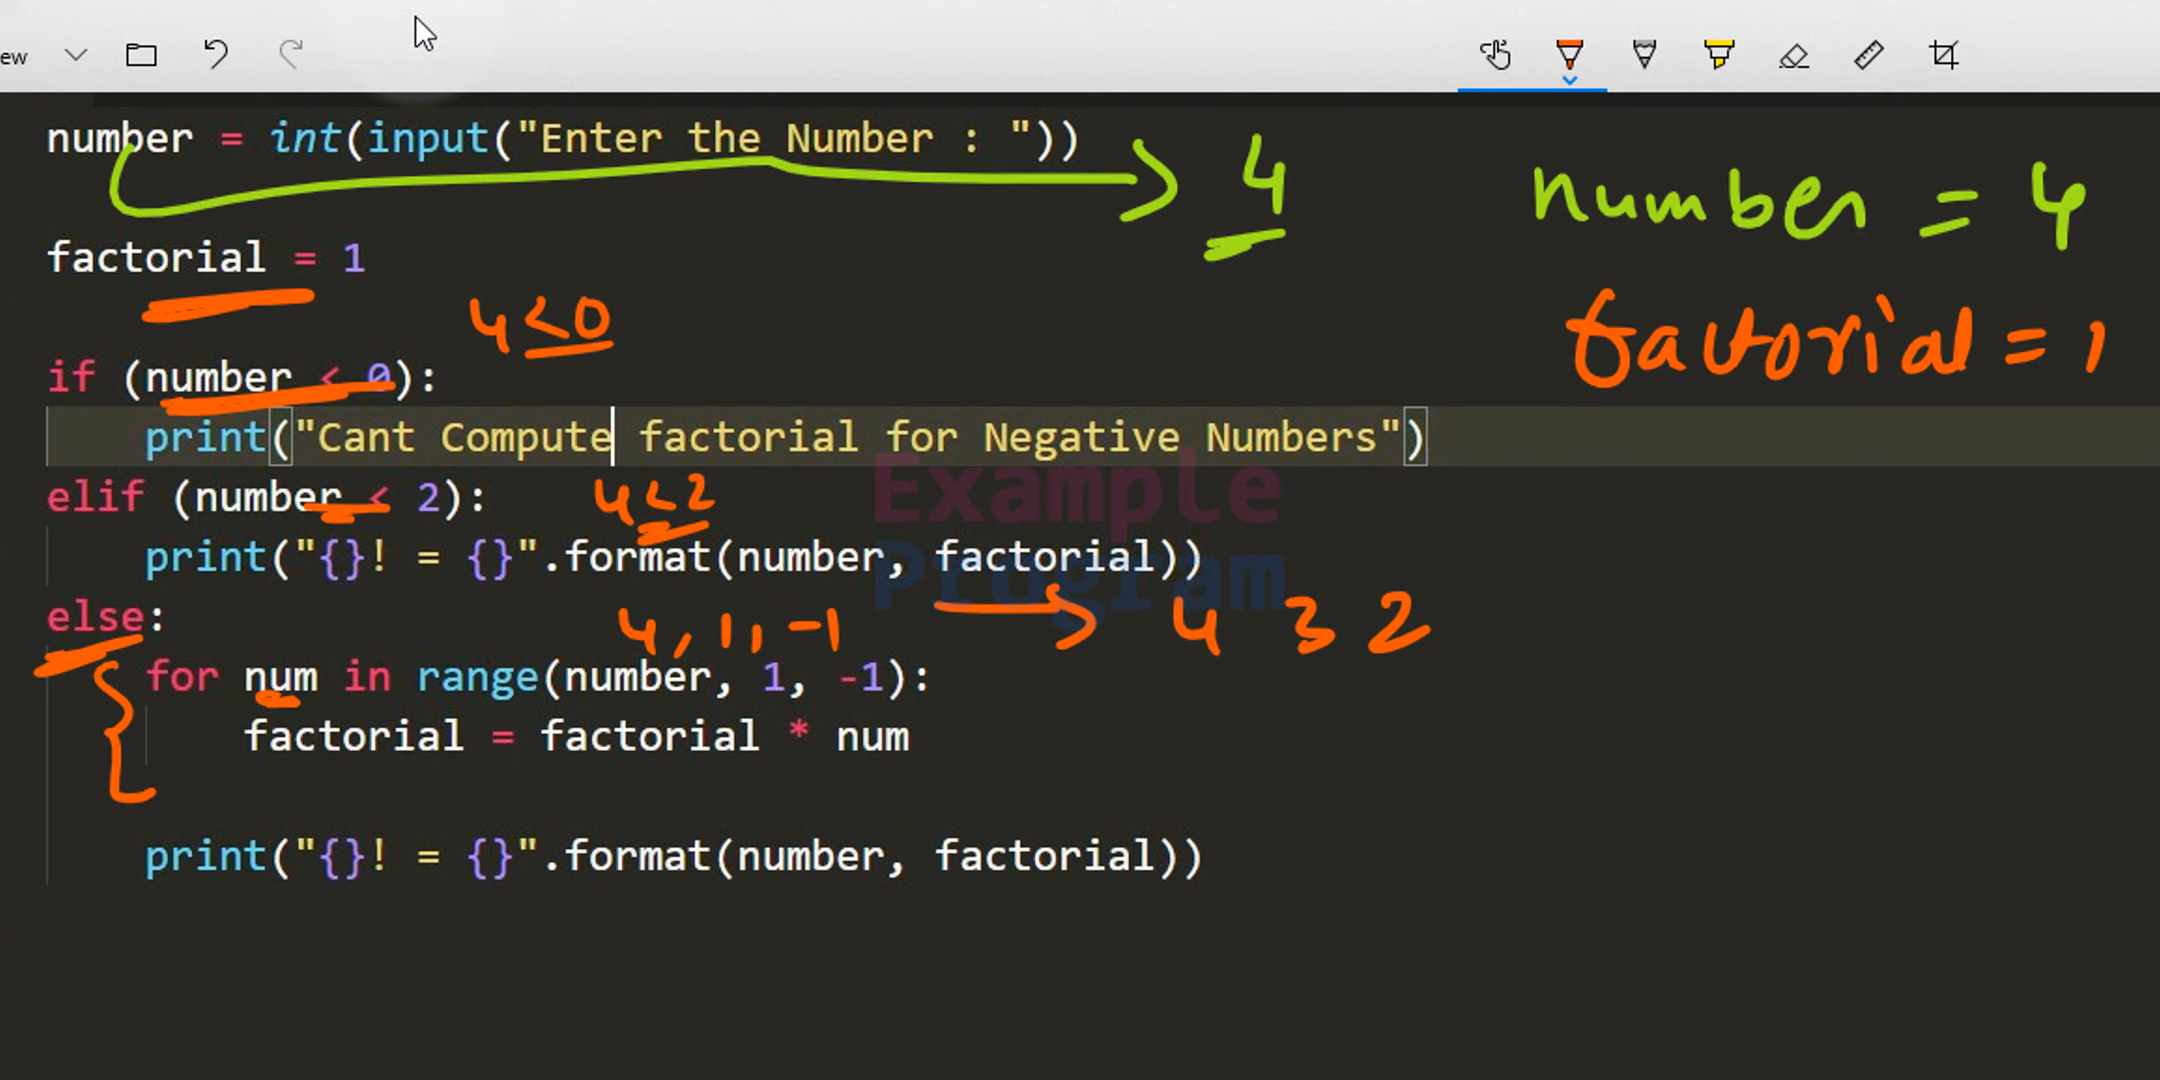 ew
number = int(input("Enter the Number : "))
4
number = 4
factorial = 1
factorial = 1
4 < 0
if (number < 0):
print("Cant Compute factorial for Negative Numbers")
elif (number < 2):
4 < 2
Example
Program
print("{}! = {}".format(number, factorial))
else:
4, 1, -1
4 3 2
for num in range(number, 1, -1):
factorial = factorial * num
print("{}! = {}".format(number, factorial))